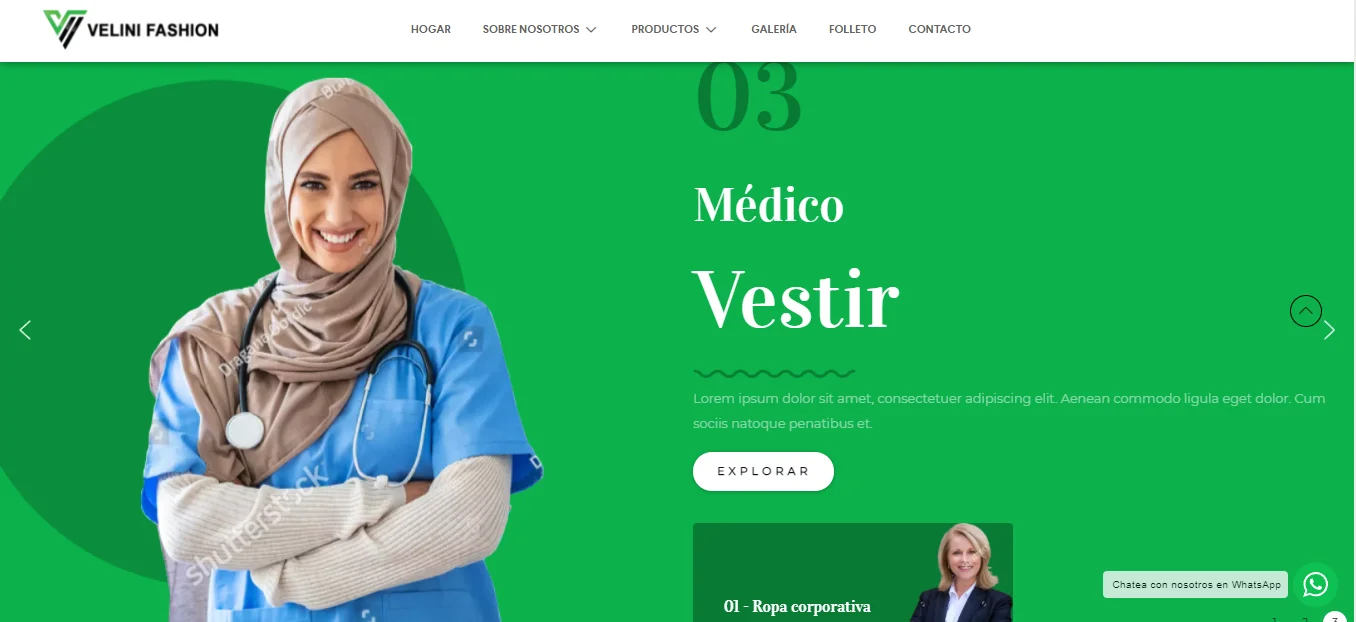 VELINI FASHION
HOGAR
SOBRE NOSOTROS
PRODUCTOS
GALERÍA
FOLLETO
CONTACTO
03
Médico
Vestir
Lorem ipsum dolor sit amet, consectetuer adipiscing elit. Aenean commodo ligula eget dolor. Cum
sociis natoque penatibus et.
EXPLORAR
01 - Ropa corporativa
Chatea con nosotros en WhatsApp
1 2 3
shutterstock